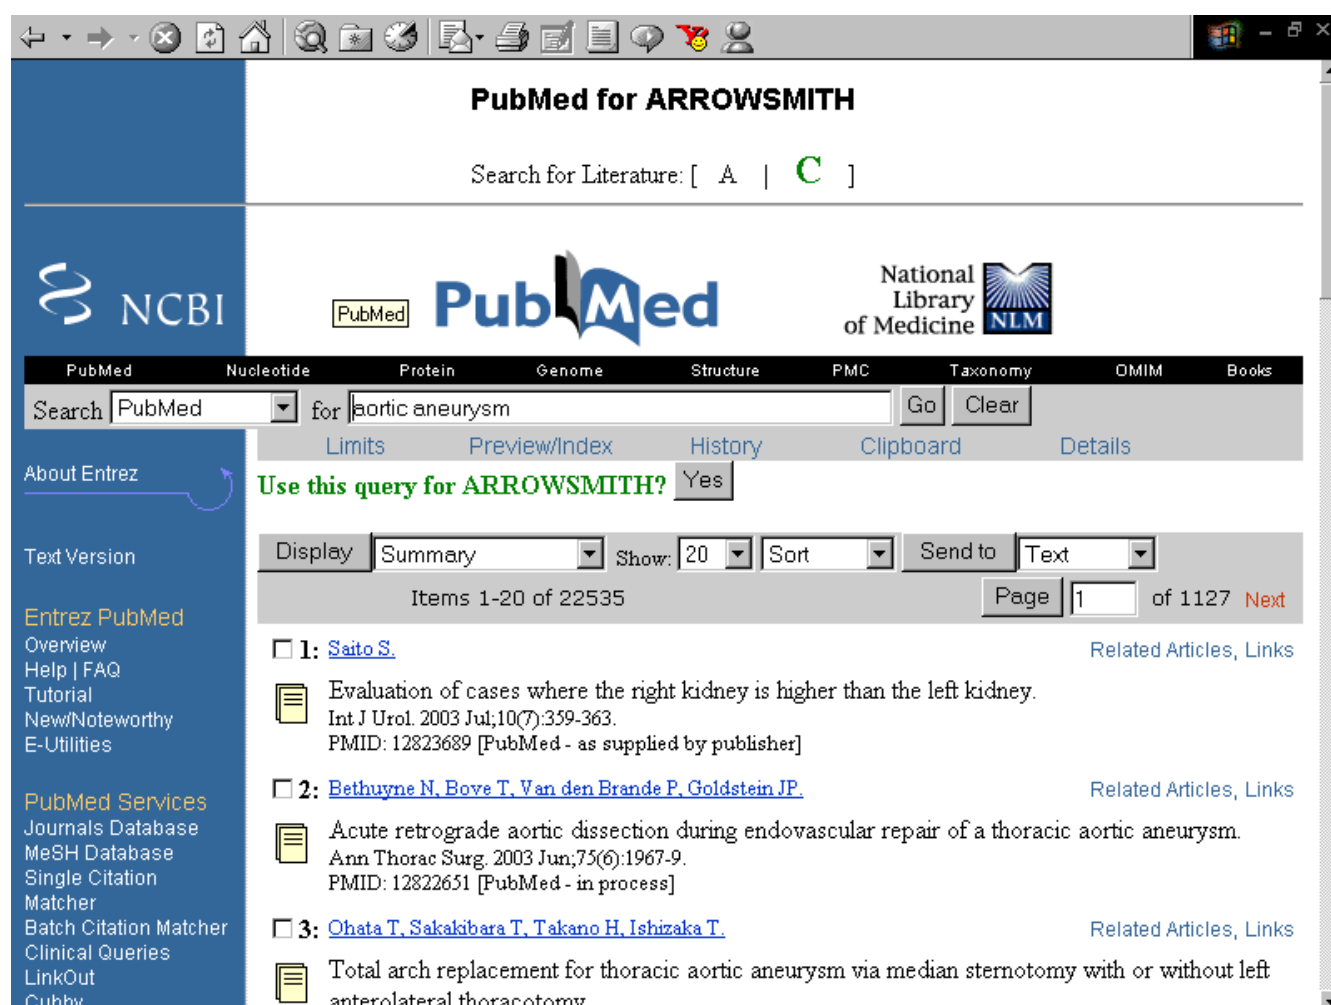 PubMed for ARROWSMITH
Search for Literature: [ A | C ]
NCBI
PubMed
PubMed
National
Library
of Medicine NLM
PubMed Nucleotide Protein Genome Structure PMC Taxonomy OMIM Books
Search PubMed for aortic aneurysm Go Clear
Limits Preview/Index History Clipboard Details
About Entrez
Use this query for ARROWSMITH? Yes
Text Version
Display Summary Show: 20 Sort Send to Text
Items 1-20 of 22535 Page 1 of 1127 Next
Entrez PubMed
Overview
Help | FAQ
Tutorial
New/Noteworthy
E-Utilities
PubMed Services
Journals Database
MeSH Database
Single Citation
Matcher
Batch Citation Matcher
Clinical Queries
LinkOut
Cubby
1: Saito S. Related Articles, Links
Evaluation of cases where the right kidney is higher than the left kidney.
Int J Urol. 2003 Jul;10(7):359-363.
PMID: 12823689 [PubMed - as supplied by publisher]
2: Bethuyne N, Bove T, Van den Brande P, Goldstein JP. Related Articles, Links
Acute retrograde aortic dissection during endovascular repair of a thoracic aortic aneurysm.
Ann Thorac Surg. 2003 Jun;75(6):1967-9.
PMID: 12822651 [PubMed - in process]
3: Ohata T, Sakakibara T, Takano H, Ishizaka T. Related Articles, Links
Total arch replacement for thoracic aortic aneurysm via median sternotomy with or without left
anterolateral thoracotomy